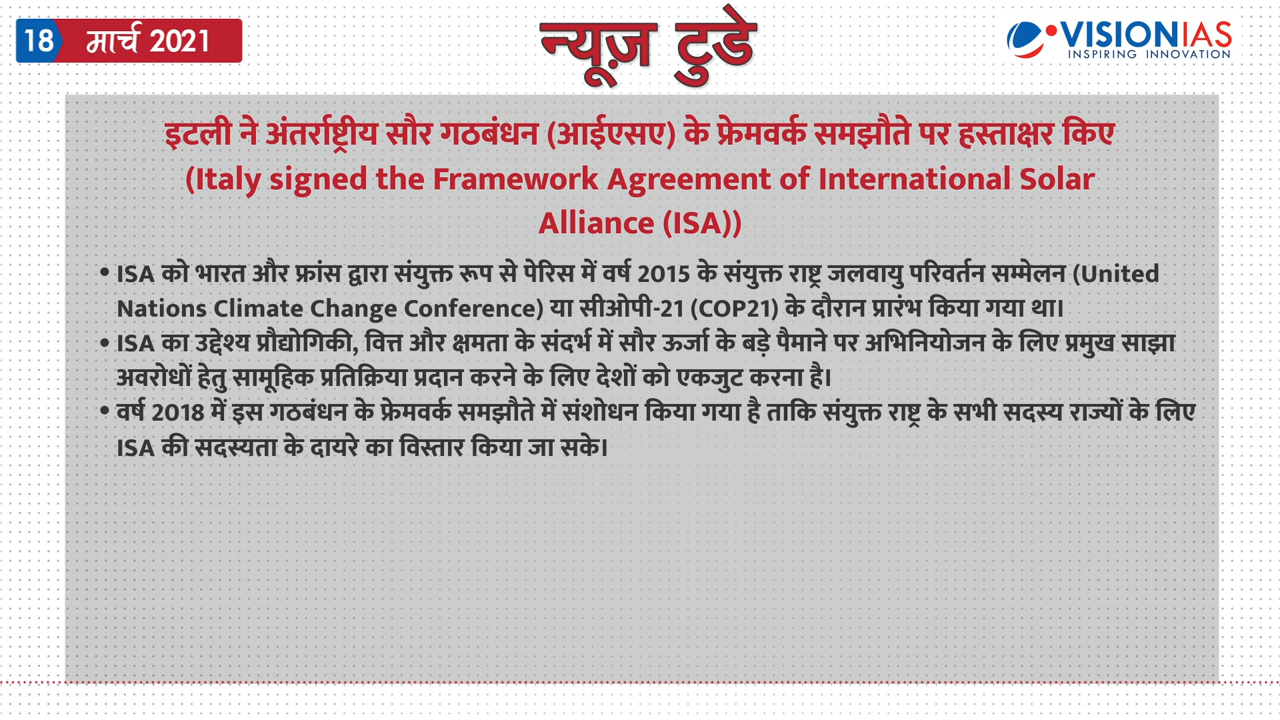 18 मार्च 2021
न्यूज़ टुडे
VISIONIAS
INSPIRING INNOVATION
इटली ने अंतर्राष्ट्रीय सौर गठबंधन (आईएसए) के फ्रेमवर्क समझौते पर हस्ताक्षर किए
(Italy signed the Framework Agreement of International Solar
Alliance (ISA))
• ISA को भारत और फ्रांस द्वारा संयुक्त रूप से पेरिस में वर्ष 2015 के संयुक्त राष्ट्र जलवायु परिवर्तन सम्मेलन (United
Nations Climate Change Conference) या सीओपी-21 (COP21) के दौरान प्रारंभ किया गया था।
• ISA का उद्देश्य प्रौद्योगिकी, वित्त और क्षमता के संदर्भ में सौर ऊर्जा के बड़े पैमाने पर अभिनियोजन के लिए प्रमुख साझा
अवरोधों हेतु सामूहिक प्रतिक्रिया प्रदान करने के लिए देशों को एकजुट करना है।
• वर्ष 2018 में इस गठबंधन के फ्रेमवर्क समझौते में संशोधन किया गया है ताकि संयुक्त राष्ट्र के सभी सदस्य राज्यों के लिए
ISA की सदस्यता के दायरे का विस्तार किया जा सके।